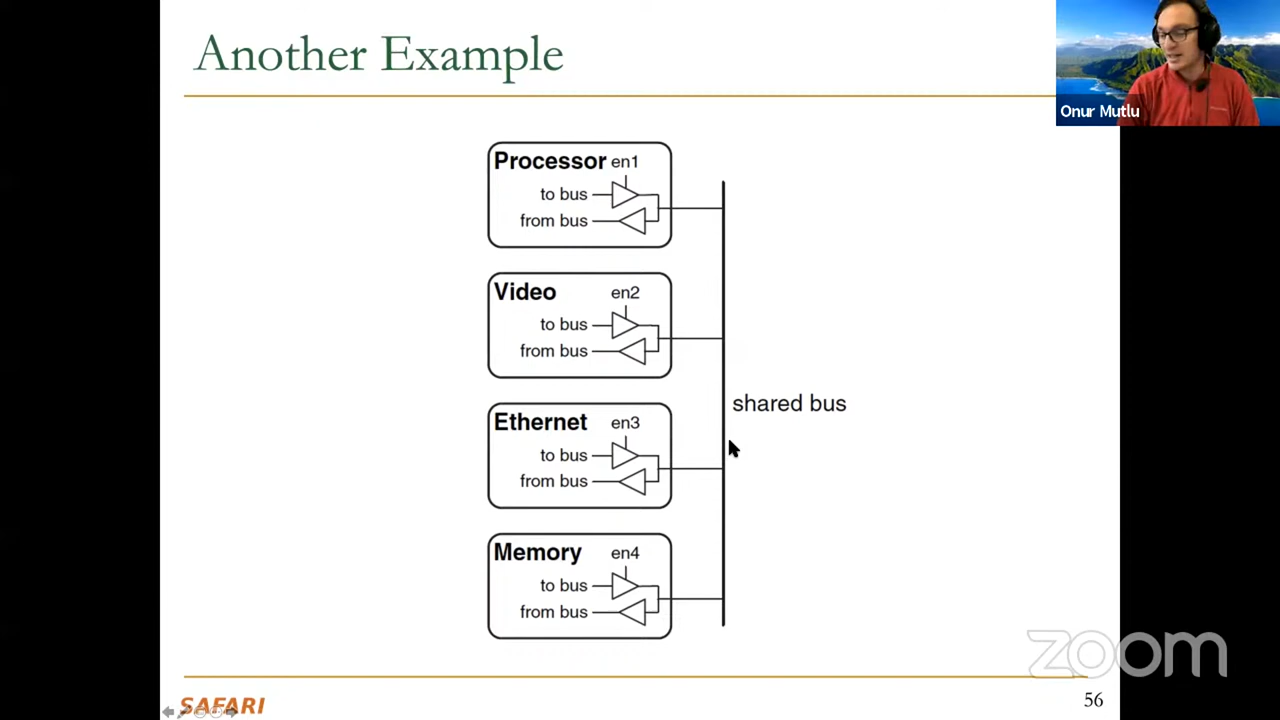 Another Example
Onur Mutlu
Processor en1
to bus
from bus
Video en2
to bus
from bus
shared bus
Ethernet en3
to bus
from bus
Memory en4
to bus
from bus
zoom
SAFARI
56